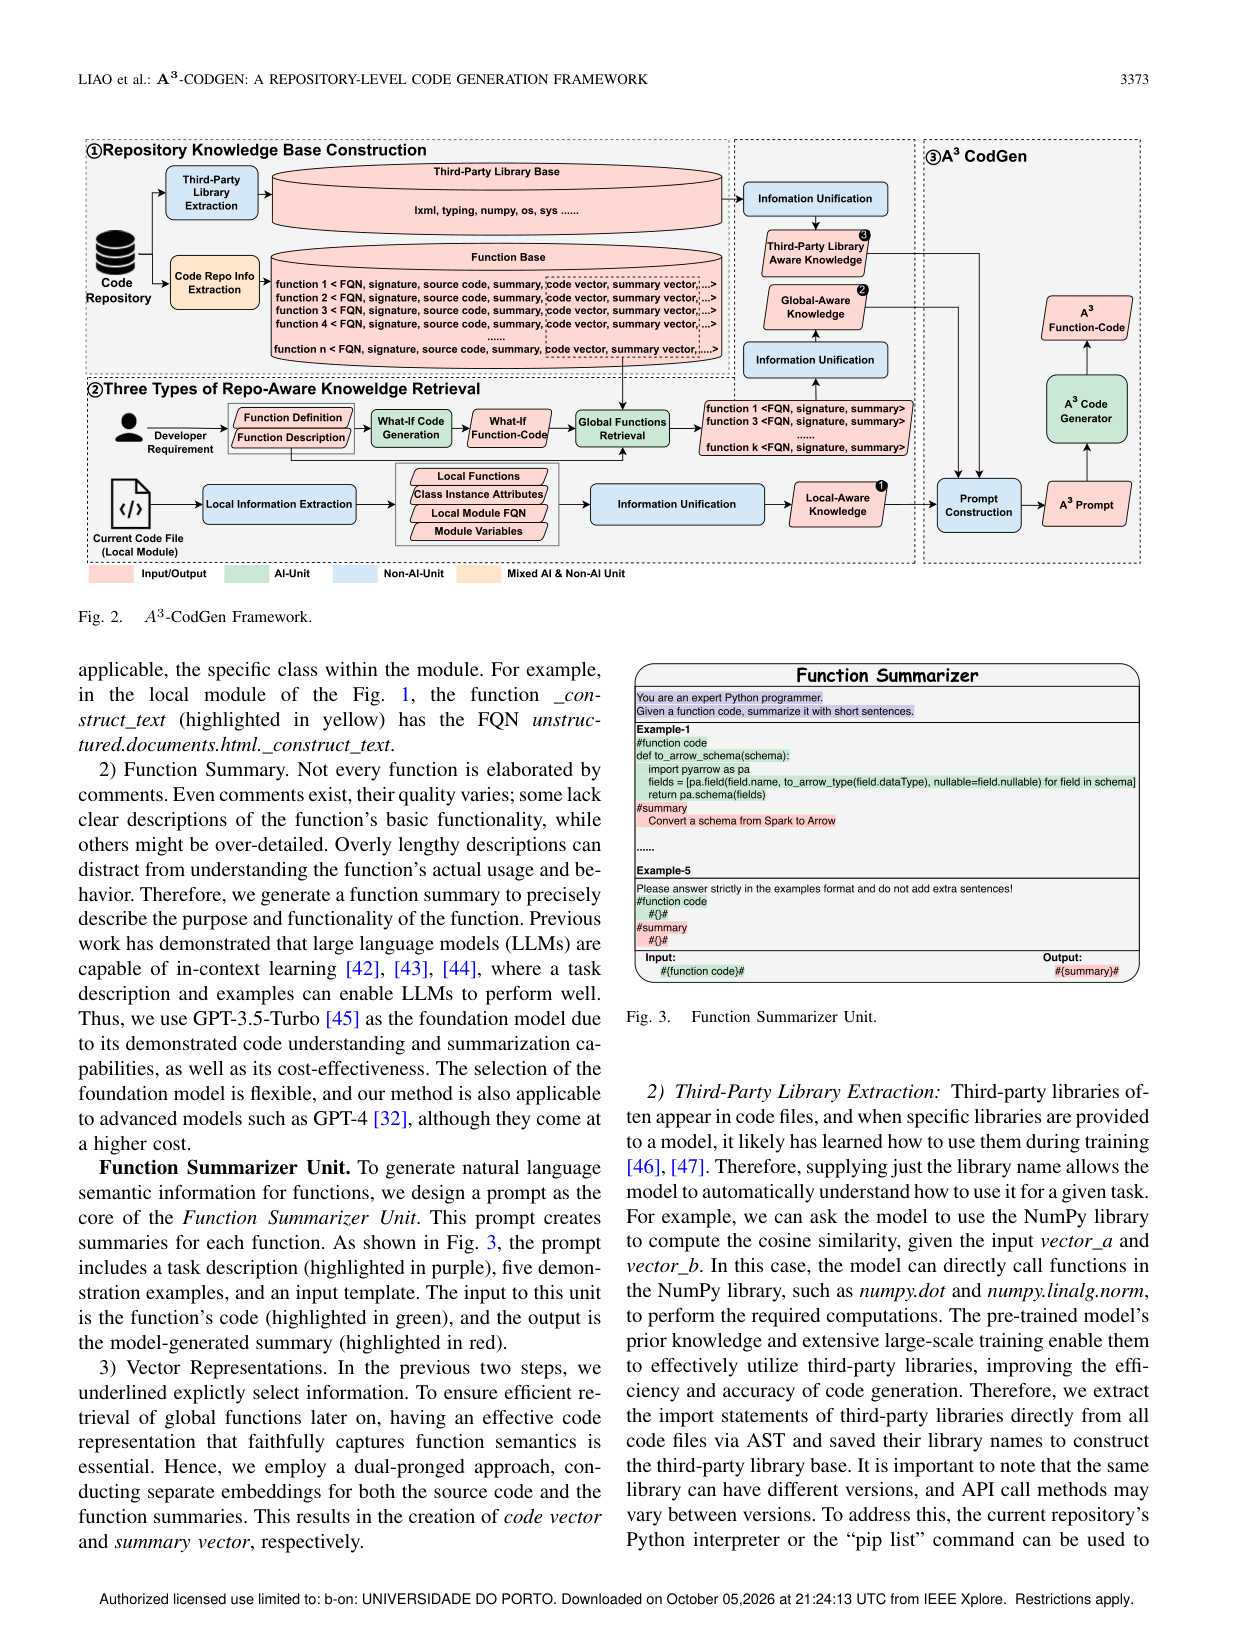 LIAO et al.: A³-CODGEN: A REPOSITORY-LEVEL CODE GENERATION FRAMEWORK
3373
①Repository Knowledge Base Construction
Third-Party
Library
Extraction
Third-Party Library Base
lxml, typing, numpy, os, sys ......
Code
Repository
Code Repo Info
Extraction
Function Base
function 1 < FQN, signature, source code, summary, code vector, summary vector, ...>
function 2 < FQN, signature, source code, summary, code vector, summary vector, ...>
function 3 < FQN, signature, source code, summary, code vector, summary vector, ...>
function 4 < FQN, signature, source code, summary, code vector, summary vector, ...>
......
function n < FQN, signature, source code, summary, code vector, summary vector, ....>
②Three Types of Repo-Aware Knoweldge Retrieval
Developer
Requirement
Function Definition
Function Description
What-If Code
Generation
What-If
Function-Code
Global Functions
Retrieval
function 1 <FQN, signature, summary>
function 3 <FQN, signature, summary>
......
function k <FQN, signature, summary>
Infomation Unification
3
Third-Party Library
Aware Knowledge
2
Global-Aware
Knowledge
Information Unification
Current Code File
(Local Module)
Local Information Extraction
Local Functions
Class Instance Attributes
Local Module FQN
Module Variables
Information Unification
1
Local-Aware
Knowledge
③A³ CodGen
A³
Function-Code
A³ Code
Generator
Prompt
Construction
A³ Prompt
Input/Output
AI-Unit
Non-AI-Unit
Mixed AI & Non-AI Unit
Fig. 2. A³-CodGen Framework.
applicable, the specific class within the module. For example,
in the local module of the Fig. 1, the function _con-
struct_text (highlighted in yellow) has the FQN unstruc-
tured.documents.html._construct_text.
2) Function Summary. Not every function is elaborated by
comments. Even comments exist, their quality varies; some lack
clear descriptions of the function's basic functionality, while
others might be over-detailed. Overly lengthy descriptions can
distract from understanding the function's actual usage and be-
havior. Therefore, we generate a function summary to precisely
describe the purpose and functionality of the function. Previous
work has demonstrated that large language models (LLMs) are
capable of in-context learning [42], [43], [44], where a task
description and examples can enable LLMs to perform well.
Thus, we use GPT-3.5-Turbo [45] as the foundation model due
to its demonstrated code understanding and summarization ca-
pabilities, as well as its cost-effectiveness. The selection of the
foundation model is flexible, and our method is also applicable
to advanced models such as GPT-4 [32], although they come at
a higher cost.
Function Summarizer Unit. To generate natural language
semantic information for functions, we design a prompt as the
core of the Function Summarizer Unit. This prompt creates
summaries for each function. As shown in Fig. 3, the prompt
includes a task description (highlighted in purple), five demon-
stration examples, and an input template. The input to this unit
is the function's code (highlighted in green), and the output is
the model-generated summary (highlighted in red).
3) Vector Representations. In the previous two steps, we
underlined explictly select information. To ensure efficient re-
trieval of global functions later on, having an effective code
representation that faithfully captures function semantics is
essential. Hence, we employ a dual-pronged approach, con-
ducting separate embeddings for both the source code and the
function summaries. This results in the creation of code vector
and summary vector, respectively.
Function Summarizer
You are an expert Python programmer.
Given a function code, summarize it with short sentences.
Example-1
#function code
def to_arrow_schema(schema):
import pyarrow as pa
fields = [pa.field(field.name, to_arrow_type(field.dataType), nullable=field.nullable) for field in schema]
return pa.schema(fields)
#summary
Convert a schema from Spark to Arrow
......
Example-5
Please answer strictly in the examples format and do not add extra sentences!
#function code
#{}#
#summary
#{}#
Input:
#{function code}#
Output:
#{summary}#
Fig. 3. Function Summarizer Unit.
2) Third-Party Library Extraction: Third-party libraries of-
ten appear in code files, and when specific libraries are provided
to a model, it likely has learned how to use them during training
[46], [47]. Therefore, supplying just the library name allows the
model to automatically understand how to use it for a given task.
For example, we can ask the model to use the NumPy library
to compute the cosine similarity, given the input vector_a and
vector_b. In this case, the model can directly call functions in
the NumPy library, such as numpy.dot and numpy.linalg.norm,
to perform the required computations. The pre-trained model's
prior knowledge and extensive large-scale training enable them
to effectively utilize third-party libraries, improving the effi-
ciency and accuracy of code generation. Therefore, we extract
the import statements of third-party libraries directly from all
code files via AST and saved their library names to construct
the third-party library base. It is important to note that the same
library can have different versions, and API call methods may
vary between versions. To address this, the current repository's
Python interpreter or the "pip list" command can be used to
Authorized licensed use limited to: b-on: UNIVERSIDADE DO PORTO. Downloaded on October 05,2026 at 21:24:13 UTC from IEEE Xplore. Restrictions apply.